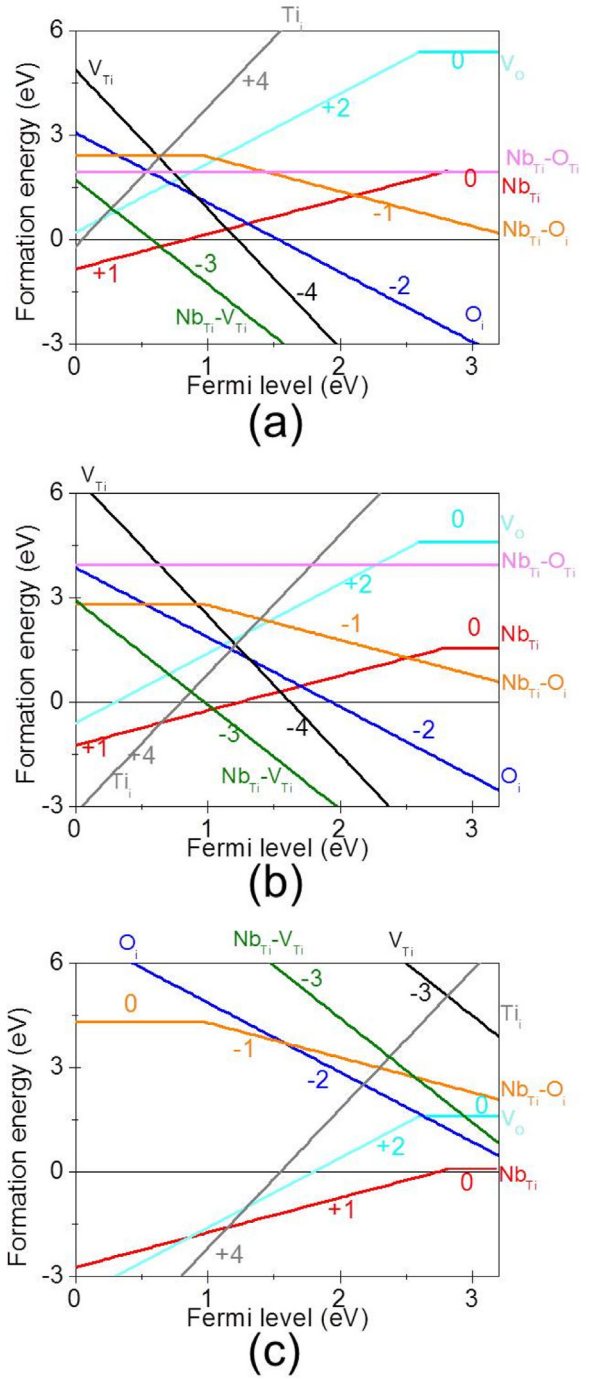 Ti_i
6
V_Ti
+4
0
V_O
+2
3
Nb_Ti-O_Ti
0
Nb_Ti
-1
Nb_Ti-O_i
0
+1
-3
-2
-4
Nb_Ti-V_Ti
O_i
-3
0 1 2 3
Formation energy (eV)
Fermi level (eV)
(a)
V_Ti
6
0
V_O
Nb_Ti-O_Ti
+2
3
-1
0
Nb_Ti
Nb_Ti-O_i
0
+1
+4
-3
-4
-2
Ti_i
Nb_Ti-V_Ti
O_i
-3
0 1 2 3
Formation energy (eV)
Fermi level (eV)
(b)
O_i
Nb_Ti-V_Ti
V_Ti
6
-3
-3
0
Ti_i
-1
3
-2
Nb_Ti-O_i
0
V_O
+2
0
0
Nb_Ti
+1
+4
-3
0 1 2 3
Formation energy (eV)
Fermi level (eV)
(c)